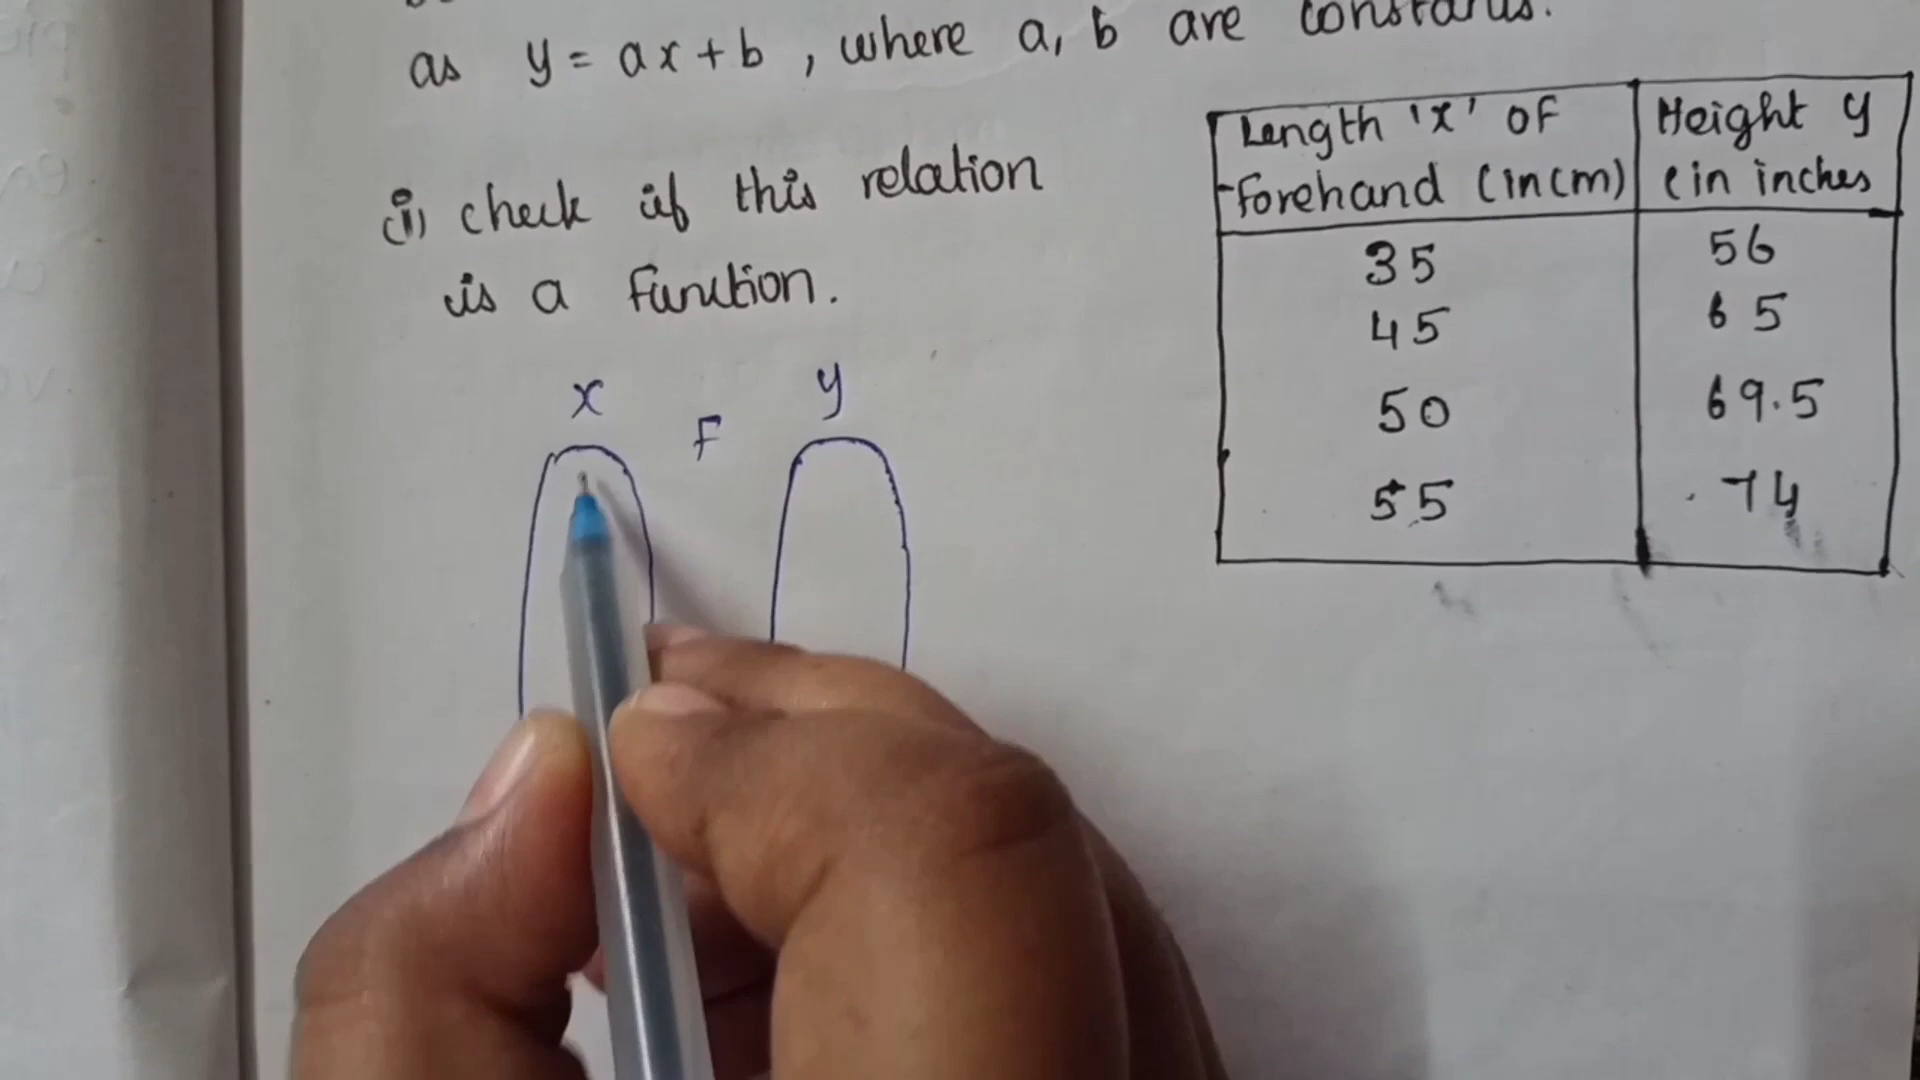 as y = ax + b , where a, b are constants.
(i) check if this relation
is a function.
x F y
Length 'x' of forehand (in cm) Height y (in inches
35 56
45 65
50 69.5
55 74